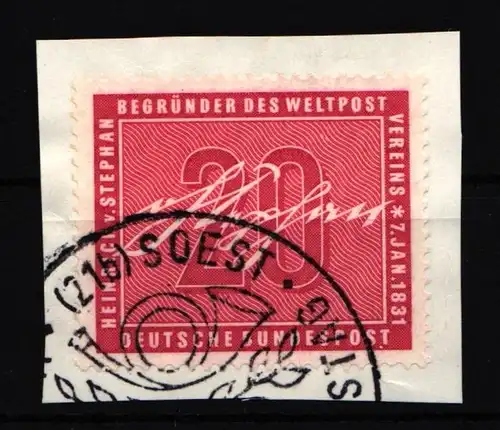 BEGRÜNDER DES WELTPOST
HEINRICH v. STEPHAN
VEREINS * 7. JAN. 1831
20
DEUTSCHE BUNDESPOST
(21b) SOEST.